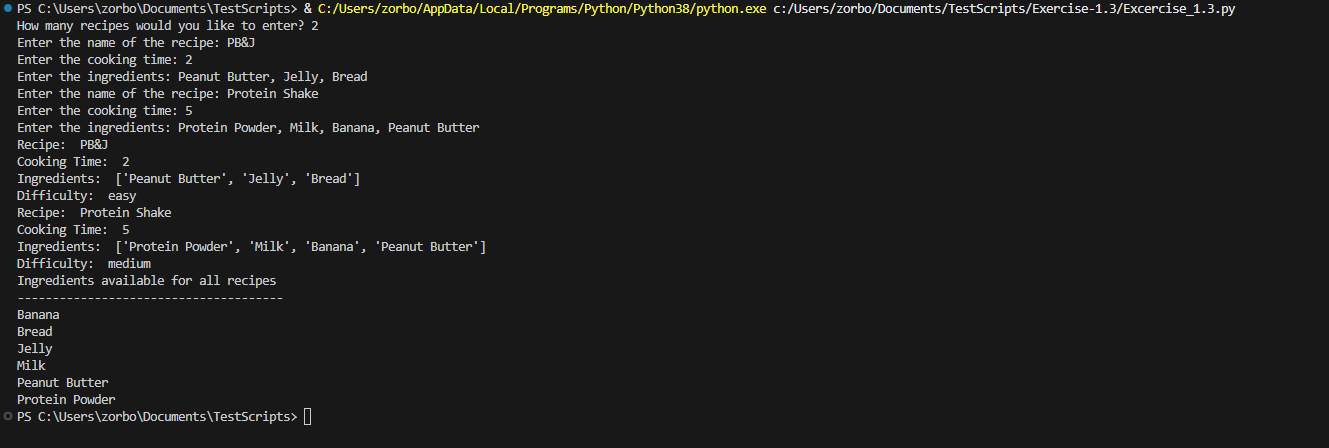 PS C:\Users\zorbo\Documents\TestScripts> & C:/Users/zorbo/AppData/Local/Programs/Python/Python38/python.exe c:/Users/zorbo/Documents/TestScripts/Exercise-1.3/Excercise_1.3.py
How many recipes would you like to enter? 2
Enter the name of the recipe: PB&J
Enter the cooking time: 2
Enter the ingredients: Peanut Butter, Jelly, Bread
Enter the name of the recipe: Protein Shake
Enter the cooking time: 5
Enter the ingredients: Protein Powder, Milk, Banana, Peanut Butter
Recipe:  PB&J
Cooking Time:  2
Ingredients:  ['Peanut Butter', 'Jelly', 'Bread']
Difficulty:  easy
Recipe:  Protein Shake
Cooking Time:  5
Ingredients:  ['Protein Powder', 'Milk', 'Banana', 'Peanut Butter']
Difficulty:  medium
Ingredients available for all recipes
--------------------------------------
Banana
Bread
Jelly
Milk
Peanut Butter
Protein Powder
PS C:\Users\zorbo\Documents\TestScripts>